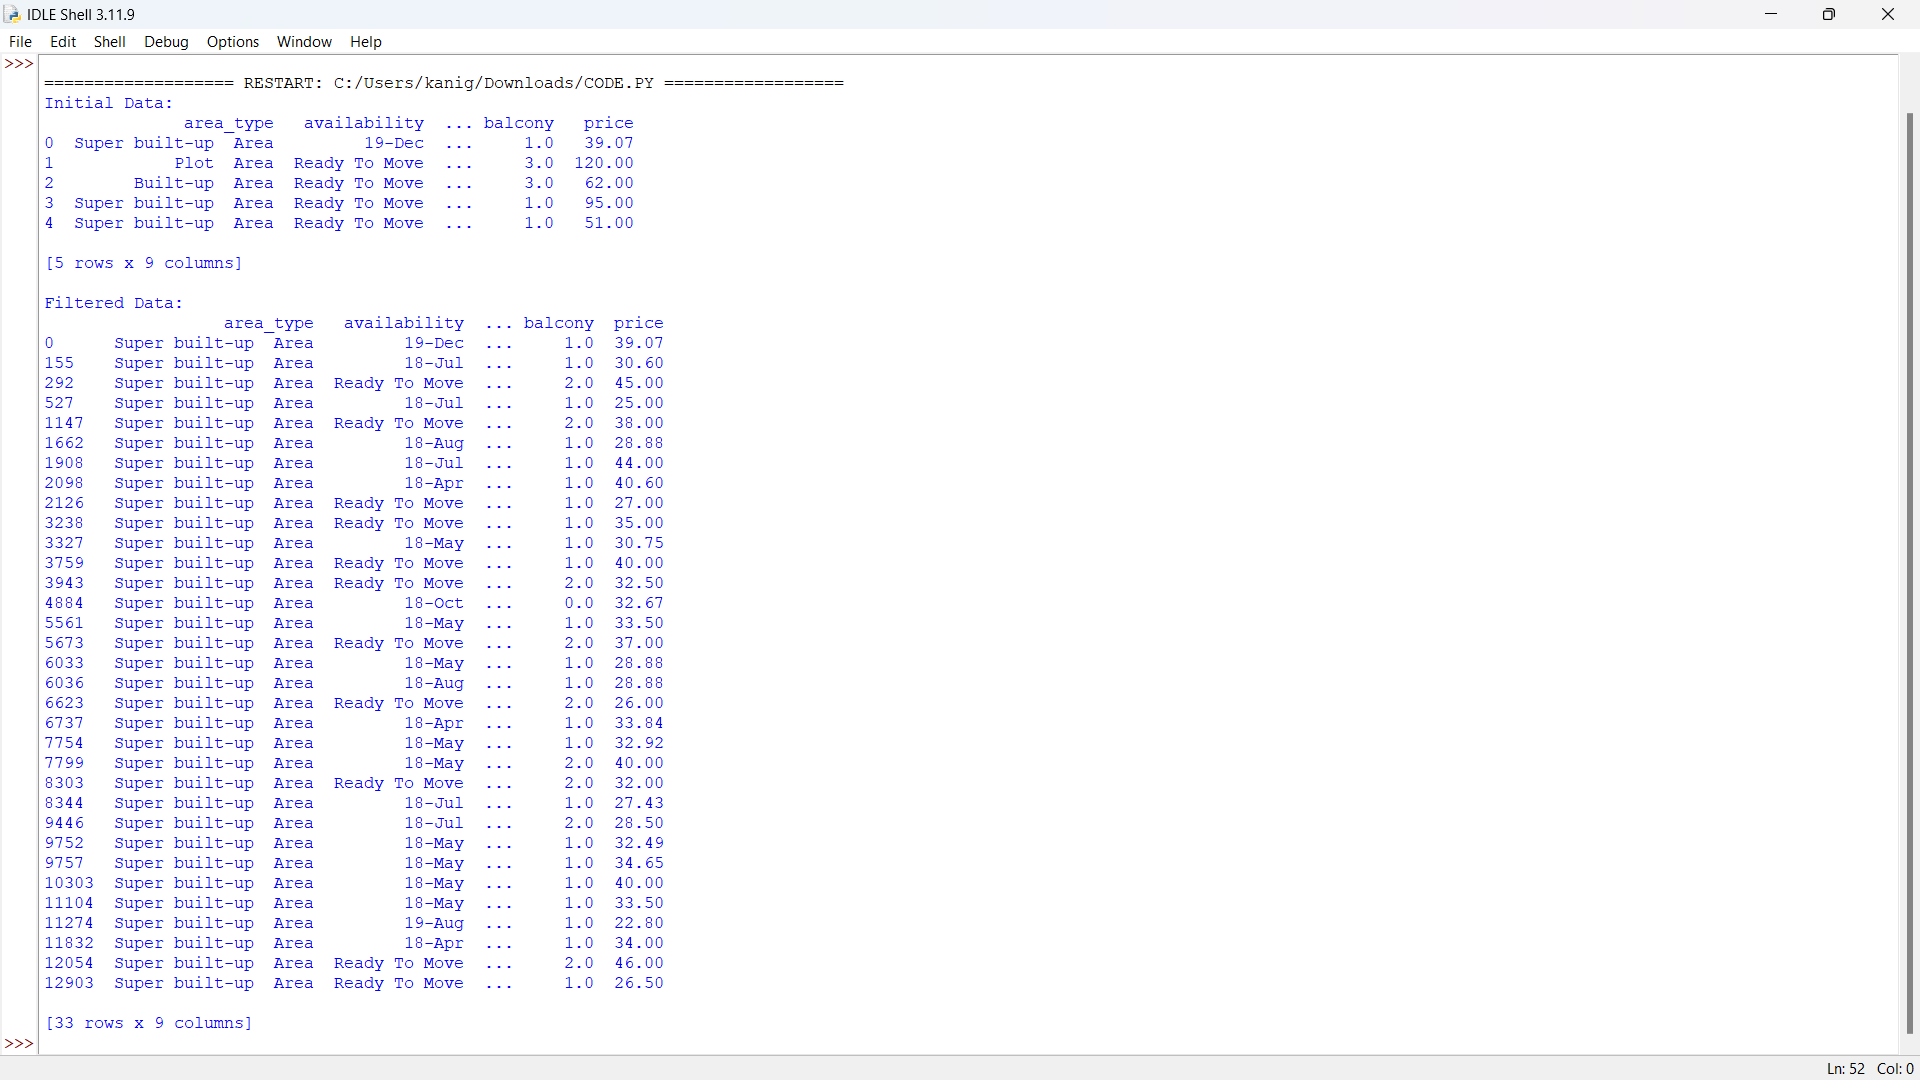 IDLE Shell 3.11.9
File Edit Shell Debug Options Window Help
>>>
=================== RESTART: C:/Users/kanig/Downloads/CODE.PY ==================
Initial Data:
area_type availability ... balcony price
0 Super built-up Area 19-Dec ... 1.0 39.07
1 Plot Area Ready To Move ... 3.0 120.00
2 Built-up Area Ready To Move ... 3.0 62.00
3 Super built-up Area Ready To Move ... 1.0 95.00
4 Super built-up Area Ready To Move ... 1.0 51.00
[5 rows x 9 columns]
Filtered Data:
area_type availability ... balcony price
0 Super built-up Area 19-Dec ... 1.0 39.07
155 Super built-up Area 18-Jul ... 1.0 30.60
292 Super built-up Area Ready To Move ... 2.0 45.00
527 Super built-up Area 18-Jul ... 1.0 25.00
1147 Super built-up Area Ready To Move ... 2.0 38.00
1662 Super built-up Area 18-Aug ... 1.0 28.88
1908 Super built-up Area 18-Jul ... 1.0 44.00
2098 Super built-up Area 18-Apr ... 1.0 40.60
2126 Super built-up Area Ready To Move ... 1.0 27.00
3238 Super built-up Area Ready To Move ... 1.0 35.00
3327 Super built-up Area 18-May ... 1.0 30.75
3759 Super built-up Area Ready To Move ... 1.0 40.00
3943 Super built-up Area Ready To Move ... 2.0 32.50
4884 Super built-up Area 18-Oct ... 0.0 32.67
5561 Super built-up Area 18-May ... 1.0 33.50
5673 Super built-up Area Ready To Move ... 2.0 37.00
6033 Super built-up Area 18-May ... 1.0 28.88
6036 Super built-up Area 18-Aug ... 1.0 28.88
6623 Super built-up Area Ready To Move ... 2.0 26.00
6737 Super built-up Area 18-Apr ... 1.0 33.84
7754 Super built-up Area 18-May ... 1.0 32.92
7799 Super built-up Area 18-May ... 2.0 40.00
8303 Super built-up Area Ready To Move ... 2.0 32.00
8344 Super built-up Area 18-Jul ... 1.0 27.43
9446 Super built-up Area 18-Jul ... 2.0 28.50
9752 Super built-up Area 18-May ... 1.0 32.49
9757 Super built-up Area 18-May ... 1.0 34.65
10303 Super built-up Area 18-May ... 1.0 40.00
11104 Super built-up Area 18-May ... 1.0 33.50
11274 Super built-up Area 19-Aug ... 1.0 22.80
11832 Super built-up Area 18-Apr ... 1.0 34.00
12054 Super built-up Area Ready To Move ... 2.0 46.00
12903 Super built-up Area Ready To Move ... 1.0 26.50
[33 rows x 9 columns]
>>>
Ln: 52 Col: 0